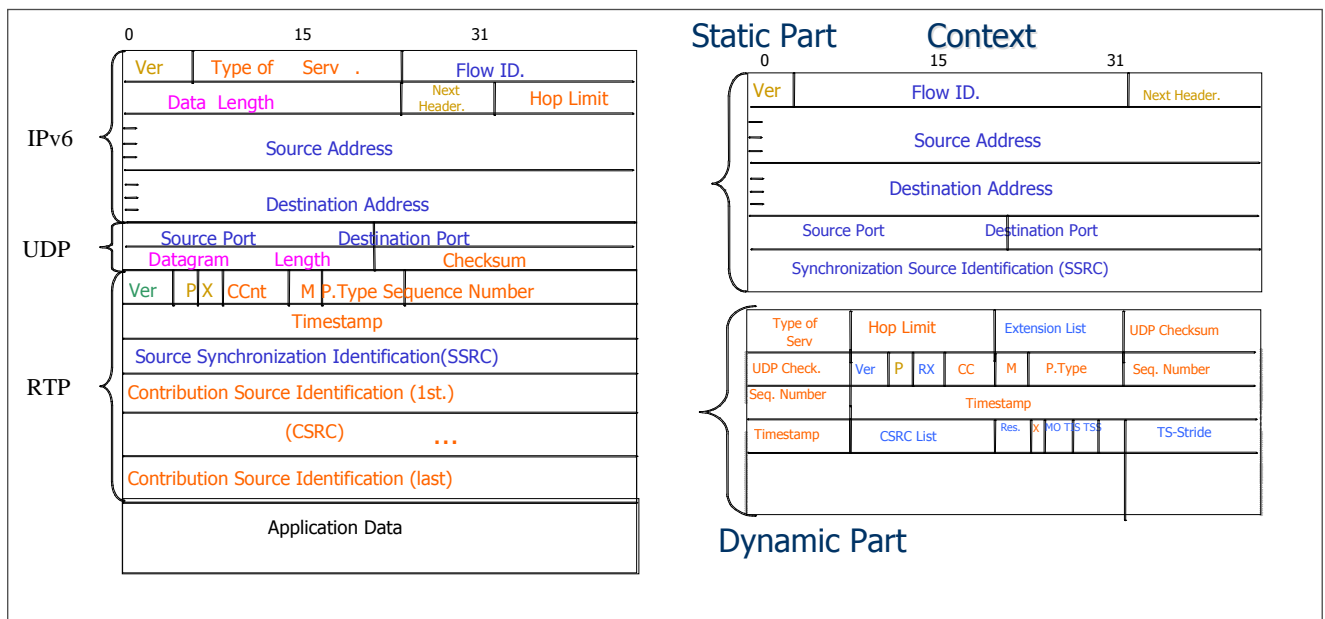 0 15 31
Ver Type of Serv . Flow ID.
Data Length Next Header. Hop Limit
IPv6
Source Address
Destination Address
UDP
Source Port Destination Port
Datagram Length Checksum
Ver P X CCnt M P.Type Sequence Number
Timestamp
Source Synchronization Identification(SSRC)
RTP
Contribution Source Identification (1st.)
(CSRC) ...
Contribution Source Identification (last)
Application Data
Static Part Context
0 15 31
Ver Flow ID. Next Header.
Source Address
Destination Address
Source Port Destination Port
Synchronization Source Identification (SSRC)
Type of Serv Hop Limit Extension List UDP Checksum
UDP Check. Ver P RX CC M P.Type Seq. Number
Seq. Number Timestamp
Timestamp CSRC List Res. X MO TIS TSS TS-Stride
Dynamic Part